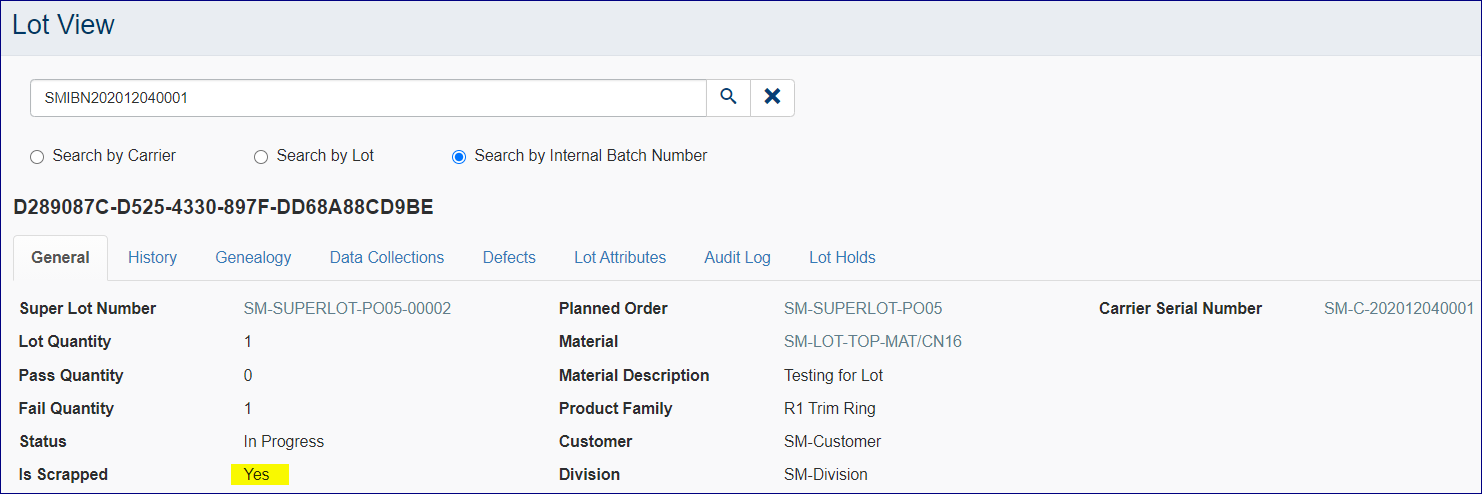 Lot View
SMIBN202012040001
Search by Carrier Search by Lot Search by Internal Batch Number
D289087C-D525-4330-897F-DD68A88CD9BE
General History Genealogy Data Collections Defects Lot Attributes Audit Log Lot Holds
Super Lot Number SM-SUPERLOT-PO05-00002 Planned Order SM-SUPERLOT-PO05 Carrier Serial Number SM-C-202012040001
Lot Quantity 1 Material SM-LOT-TOP-MAT/CN16
Pass Quantity 0 Material Description Testing for Lot
Fail Quantity 1 Product Family R1 Trim Ring
Status In Progress Customer SM-Customer
Is Scrapped Yes Division SM-Division